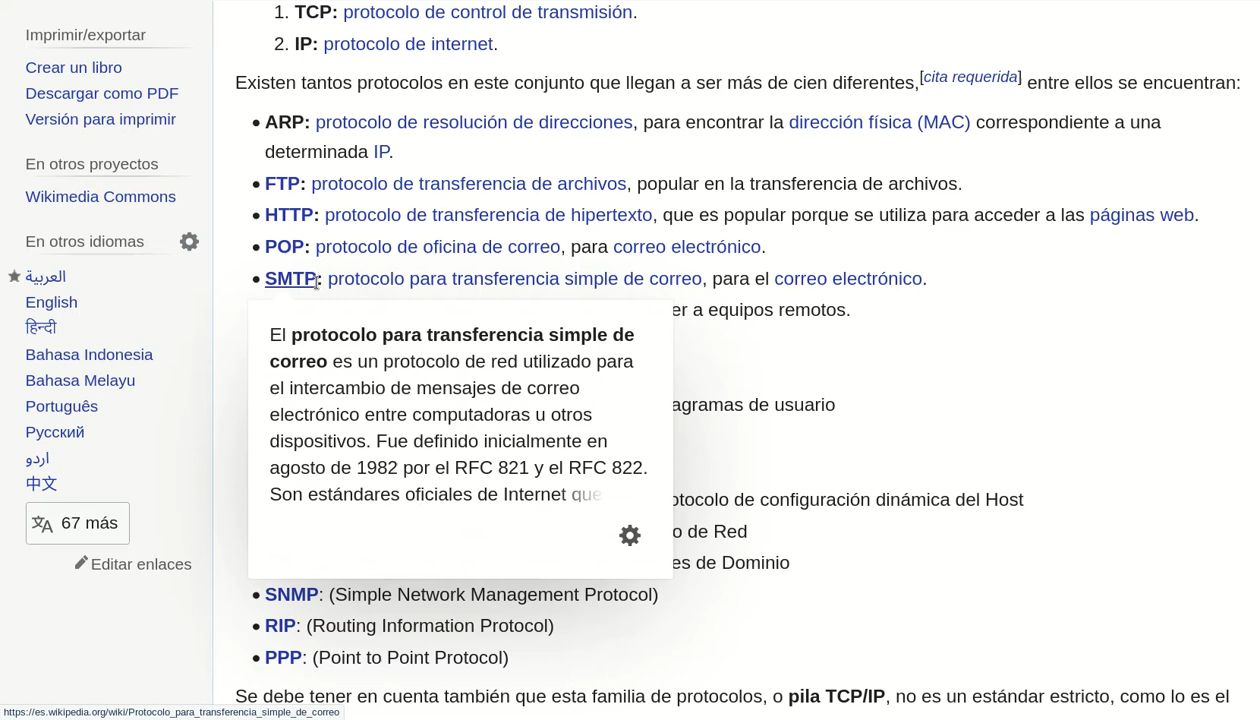 Imprimir/exportar
Crear un libro
Descargar como PDF
Versión para imprimir
En otros proyectos
Wikimedia Commons
En otros idiomas
العربية
English
हिन्दी
Bahasa Indonesia
Bahasa Melayu
Português
Русский
اردو
中文
67 más
Editar enlaces
1. TCP: protocolo de control de transmisión.
2. IP: protocolo de internet.
Existen tantos protocolos en este conjunto que llegan a ser más de cien diferentes,[cita requerida] entre ellos se encuentran:
• ARP: protocolo de resolución de direcciones, para encontrar la dirección física (MAC) correspondiente a una
determinada IP.
• FTP: protocolo de transferencia de archivos, popular en la transferencia de archivos.
• HTTP: protocolo de transferencia de hipertexto, que es popular porque se utiliza para acceder a las páginas web.
• POP: protocolo de oficina de correo, para correo electrónico.
• SMTP: protocolo para transferencia simple de correo, para el correo electrónico.
er a equipos remotos.
El protocolo para transferencia simple de
correo es un protocolo de red utilizado para
el intercambio de mensajes de correo
electrónico entre computadoras u otros
dispositivos. Fue definido inicialmente en
agosto de 1982 por el RFC 821 y el RFC 822.
Son estándares oficiales de Internet que
agramas de usuario
otocolo de configuración dinámica del Host
o de Red
es de Dominio
• SNMP: (Simple Network Management Protocol)
• RIP: (Routing Information Protocol)
• PPP: (Point to Point Protocol)
Se debe tener en cuenta también que esta familia de protocolos, o pila TCP/IP, no es un estándar estricto, como lo es el
https://es.wikipedia.org/wiki/Protocolo_para_transferencia_simple_de_correo